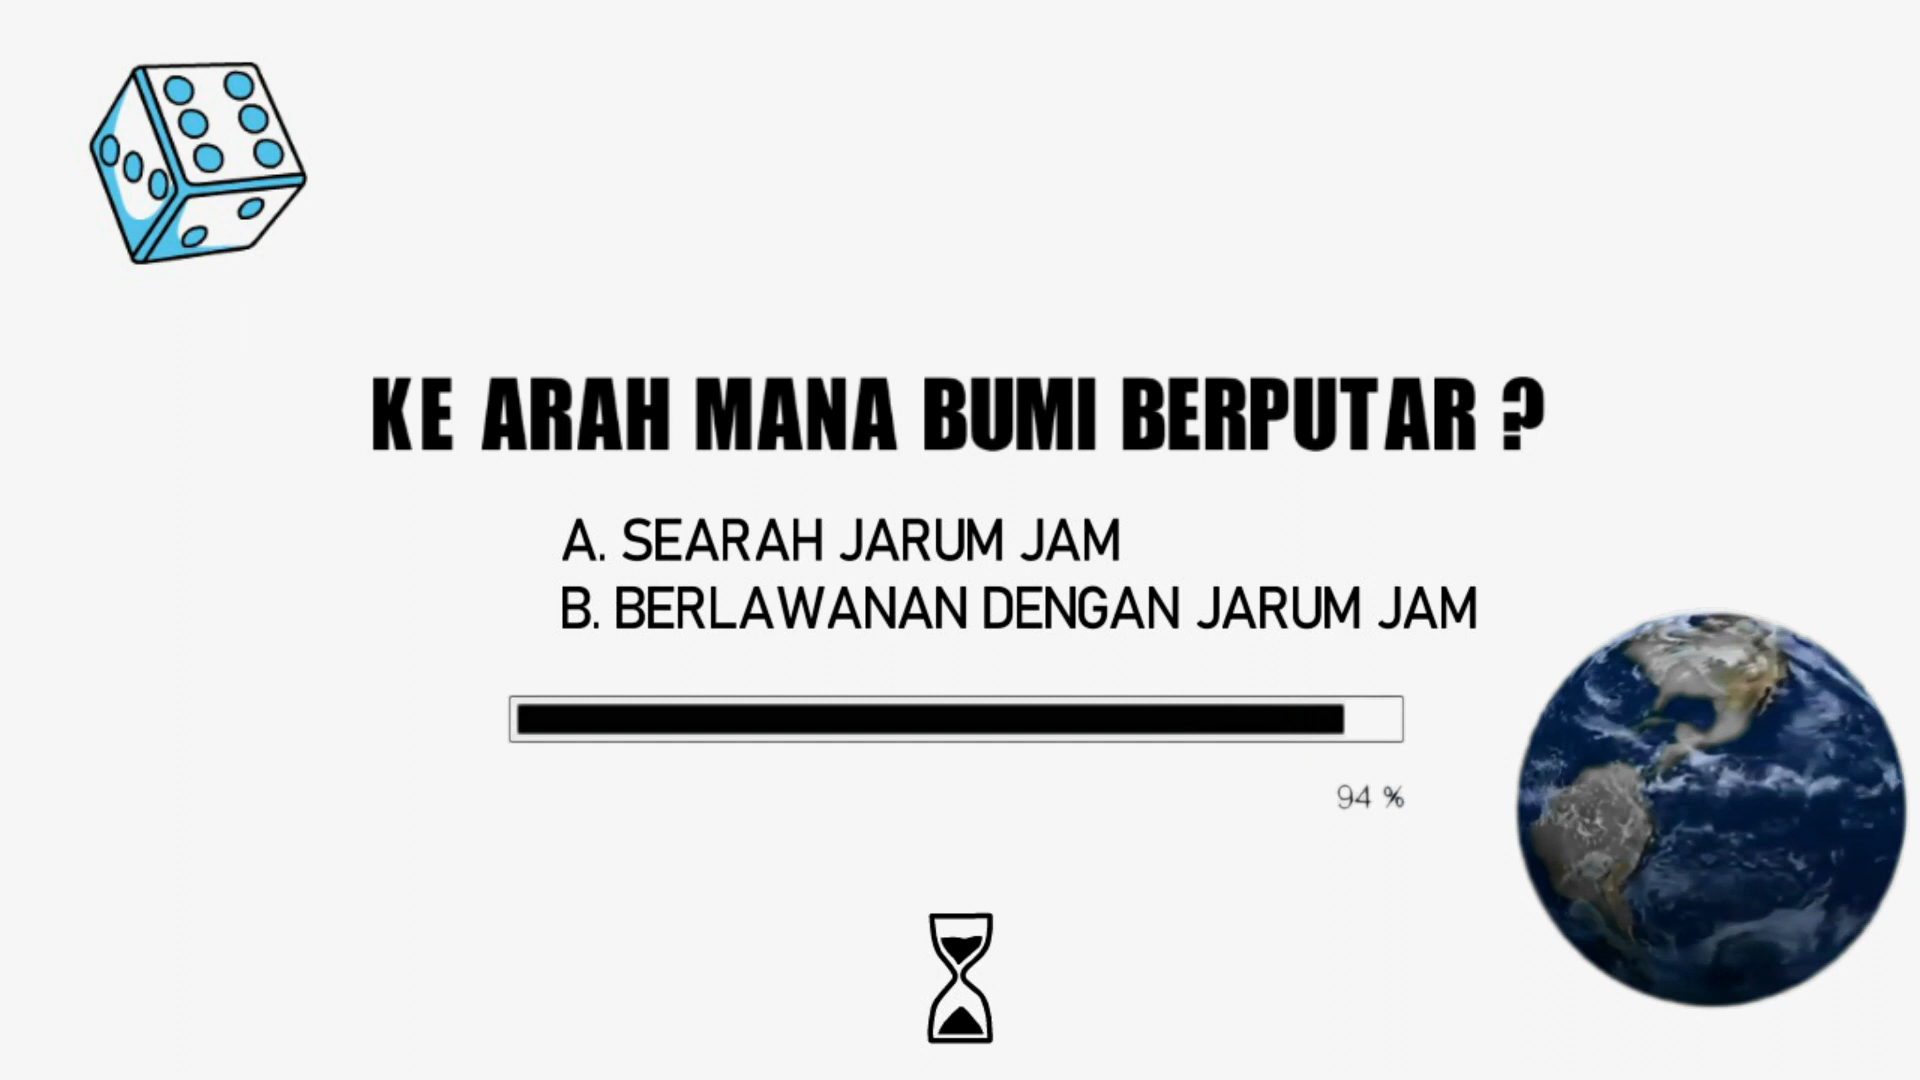 KE ARAH MANA BUMI BERPUTAR ?
A. SEARAH JARUM JAM
B. BERLAWANAN DENGAN JARUM JAM
94 %